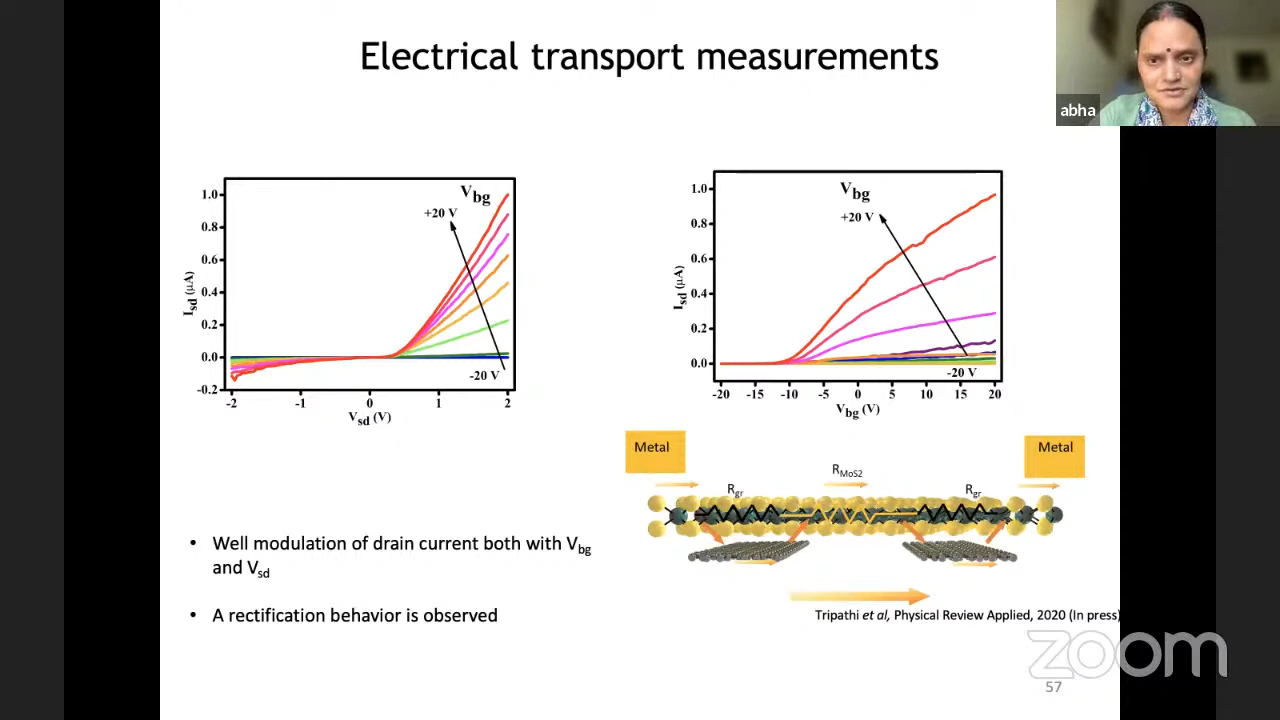 Electrical transport measurements
abha
V_bg
+20 V
-20 V
1.0
0.8
0.6
0.4
0.2
0.0
-0.2
-2
-1
0
1
2
I_sd (μA)
V_sd (V)
V_bg
+20 V
-20 V
1.0
0.8
0.6
0.4
0.2
0.0
-20
-15
-10
-5
0
5
10
15
20
I_sd (μA)
V_bg (V)
Metal
Metal
R_MoS2
R_gr
R_gr
• Well modulation of drain current both with V_bg
and V_sd
• A rectification behavior is observed
Tripathi et al, Physical Review Applied, 2020 (In press)
zoom
57